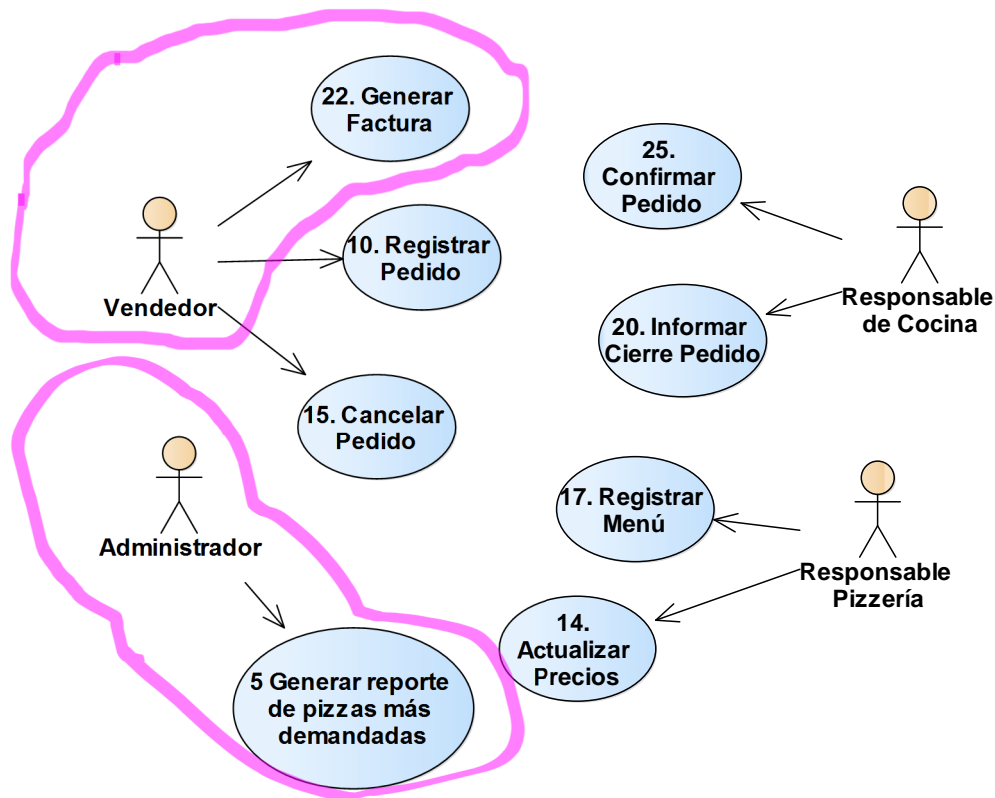 22. Generar
Factura
10. Registrar
Pedido
Vendedor
15. Cancelar
Pedido
25.
Confirmar
Pedido
20. Informar
Cierre Pedido
Responsable
de Cocina
Administrador
5 Generar reporte
de pizzas más
demandadas
17. Registrar
Menú
14.
Actualizar
Precios
Responsable
Pizzería